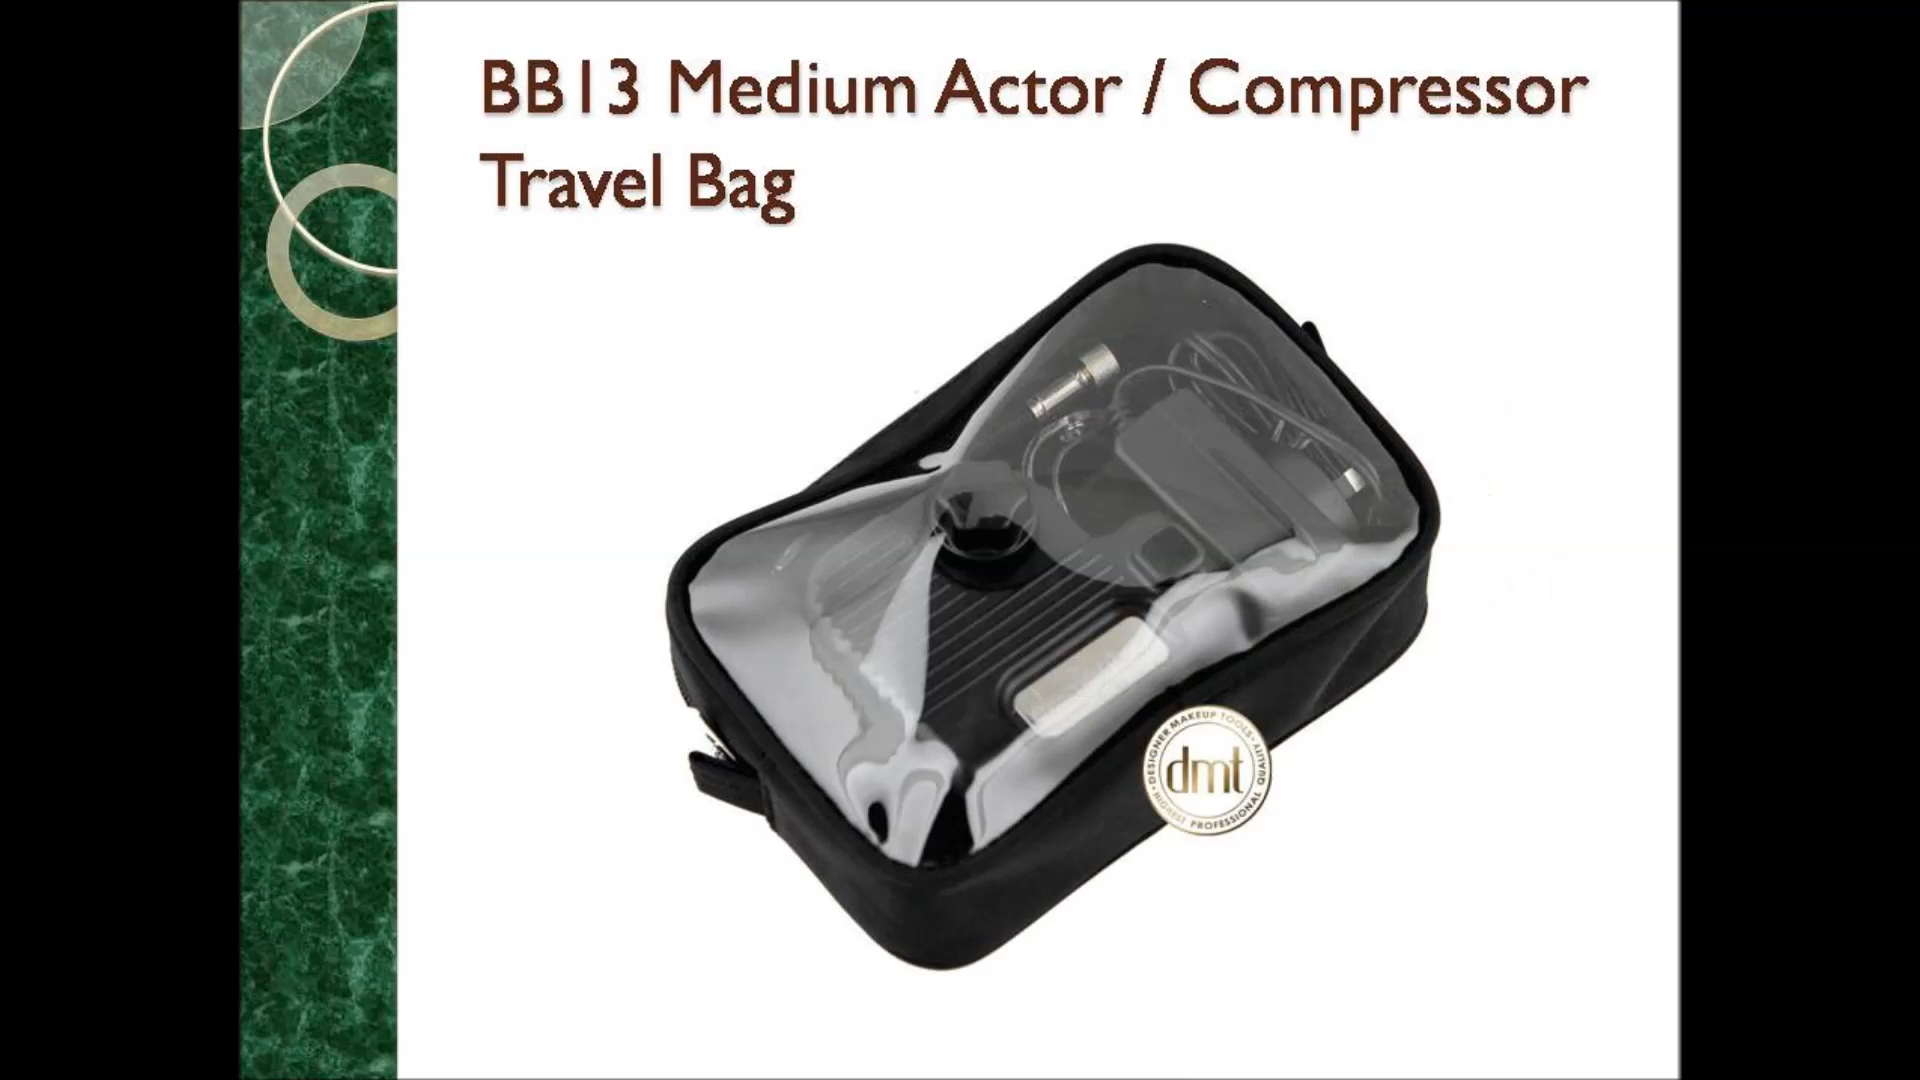 BB13 Medium Actor / Compressor
Travel Bag
• DESIGNER MAKEUP TOOLS •
dmt
HIGHEST PROFESSIONAL QUALITY